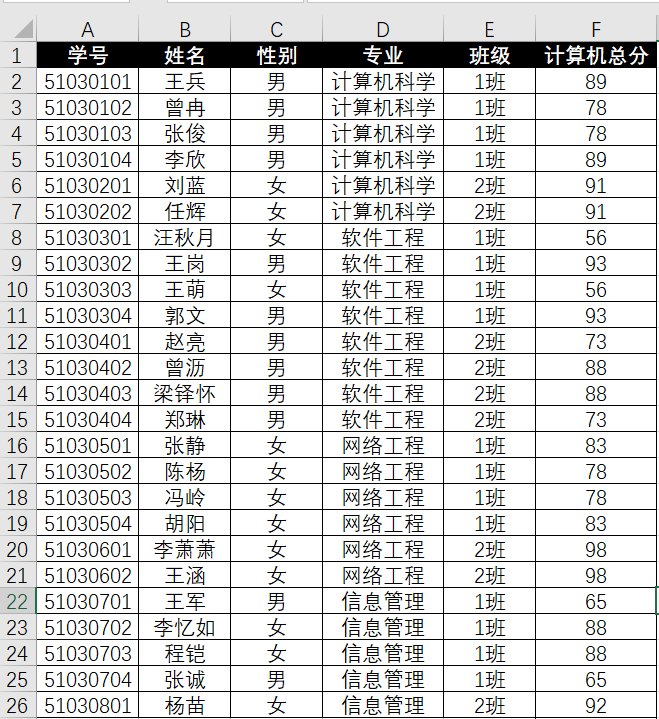 A B C D E F
1 学号 姓名 性别 专业 班级 计算机总分
2 51030101 王兵 男 计算机科学 1班 89
3 51030102 曾冉 男 计算机科学 1班 78
4 51030103 张俊 男 计算机科学 1班 78
5 51030104 李欣 男 计算机科学 1班 89
6 51030201 刘蓝 女 计算机科学 2班 91
7 51030202 任辉 女 计算机科学 2班 91
8 51030301 汪秋月 女 软件工程 1班 56
9 51030302 王岗 男 软件工程 1班 93
10 51030303 王萌 女 软件工程 1班 56
11 51030304 郭文 男 软件工程 1班 93
12 51030401 赵亮 男 软件工程 2班 73
13 51030402 曾沥 男 软件工程 2班 88
14 51030403 梁铎怀 男 软件工程 2班 88
15 51030404 郑琳 男 软件工程 2班 73
16 51030501 张静 女 网络工程 1班 83
17 51030502 陈杨 女 网络工程 1班 78
18 51030503 冯岭 女 网络工程 1班 78
19 51030504 胡阳 女 网络工程 1班 83
20 51030601 李萧萧 女 网络工程 2班 98
21 51030602 王涵 女 网络工程 2班 98
22 51030701 王军 男 信息管理 1班 65
23 51030702 李忆如 女 信息管理 1班 88
24 51030703 程铠 女 信息管理 1班 88
25 51030704 张诚 男 信息管理 1班 65
26 51030801 杨苗 女 信息管理 2班 92